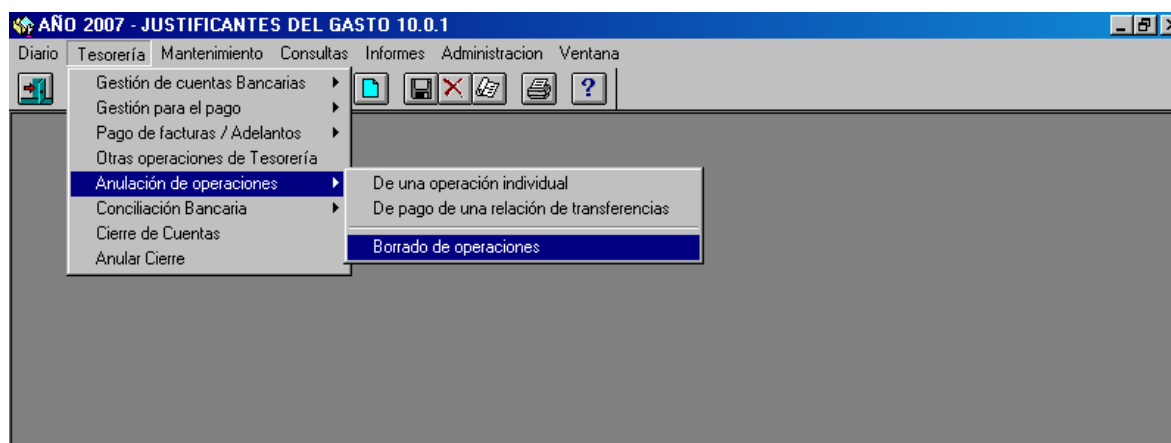 AÑO 2007 - JUSTIFICANTES DEL GASTO 10.0.1
Diario Tesorería Mantenimiento Consultas Informes Administracion Ventana
Gestión de cuentas Bancarias
Gestión para el pago
Pago de facturas / Adelantos
Otras operaciones de Tesorería
Anulación de operaciones
Conciliación Bancaria
Cierre de Cuentas
Anular Cierre
De una operación individual
De pago de una relación de transferencias
Borrado de operaciones